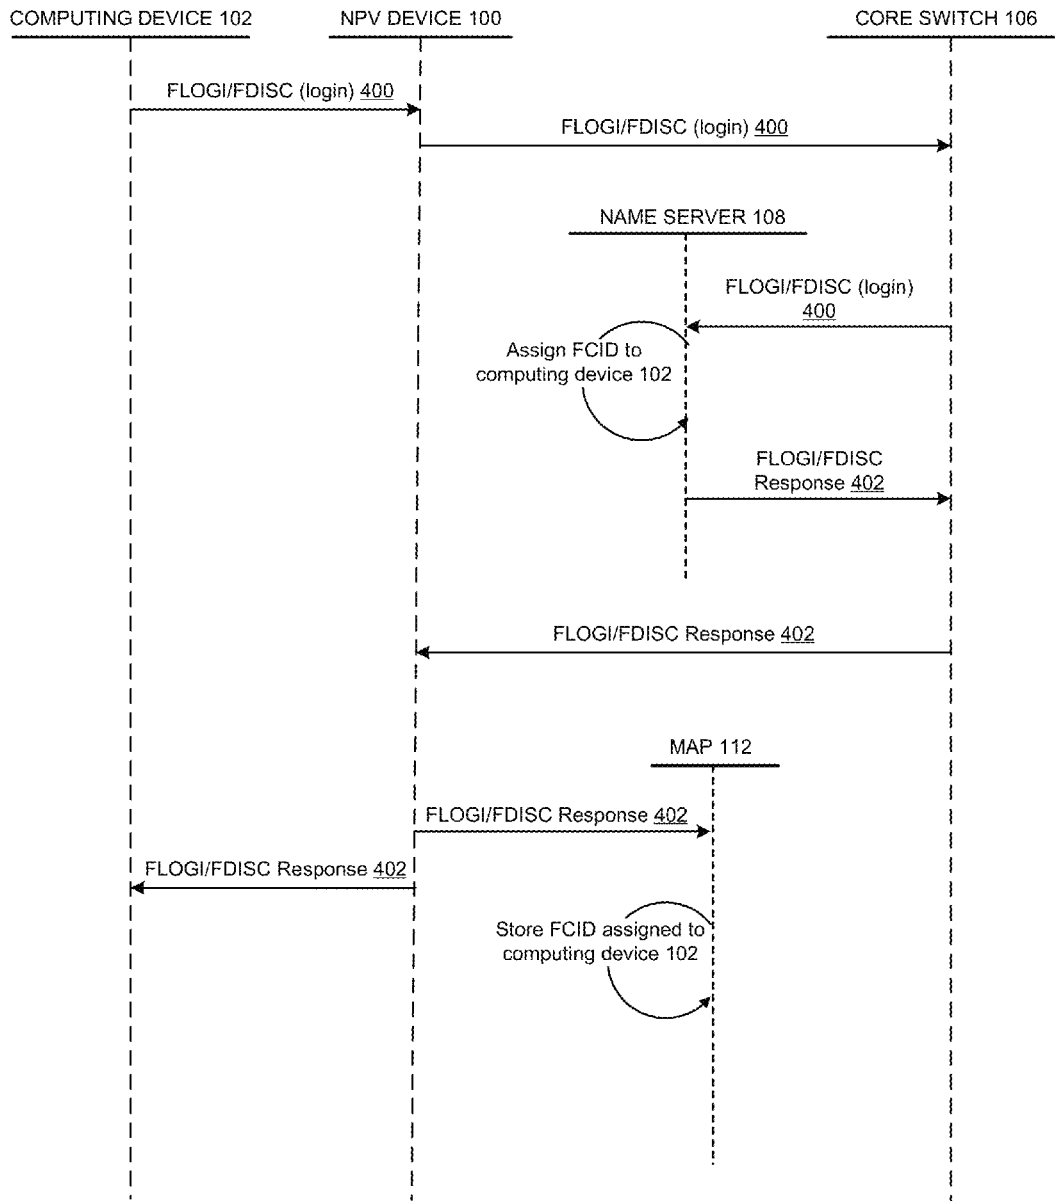 COMPUTING DEVICE 102
NPV DEVICE 100
CORE SWITCH 106
FLOGI/FDISC (login) 400
FLOGI/FDISC (login) 400
NAME SERVER 108
FLOGI/FDISC (login)
400
Assign FCID to
computing device 102
FLOGI/FDISC
Response 402
FLOGI/FDISC Response 402
MAP 112
FLOGI/FDISC Response 402
FLOGI/FDISC Response 402
Store FCID assigned to
computing device 102